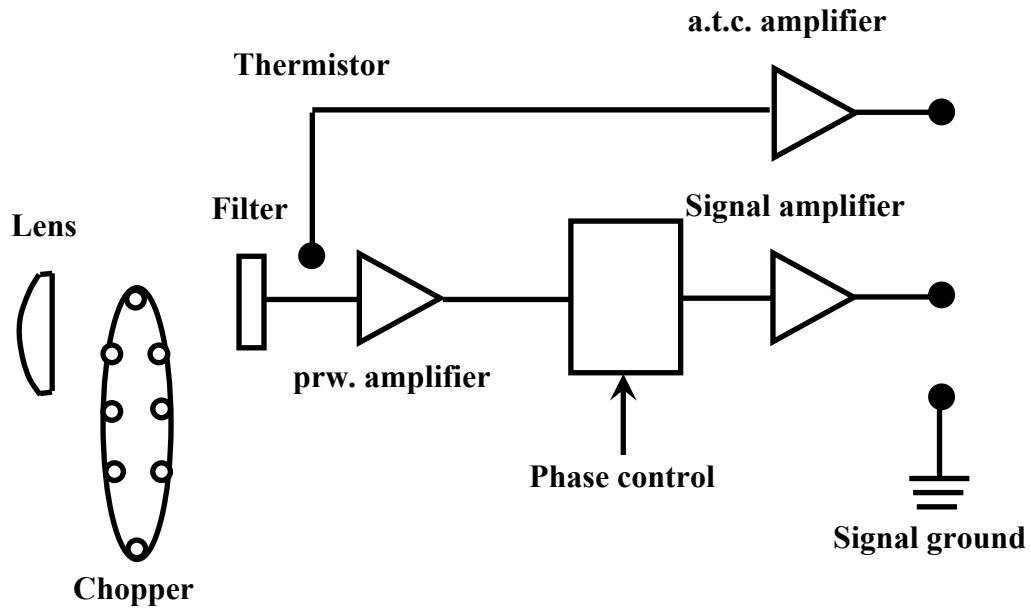 a.t.c. amplifier
Thermistor
Filter
Signal amplifier
Lens
prw. amplifier
Phase control
Signal ground
Chopper